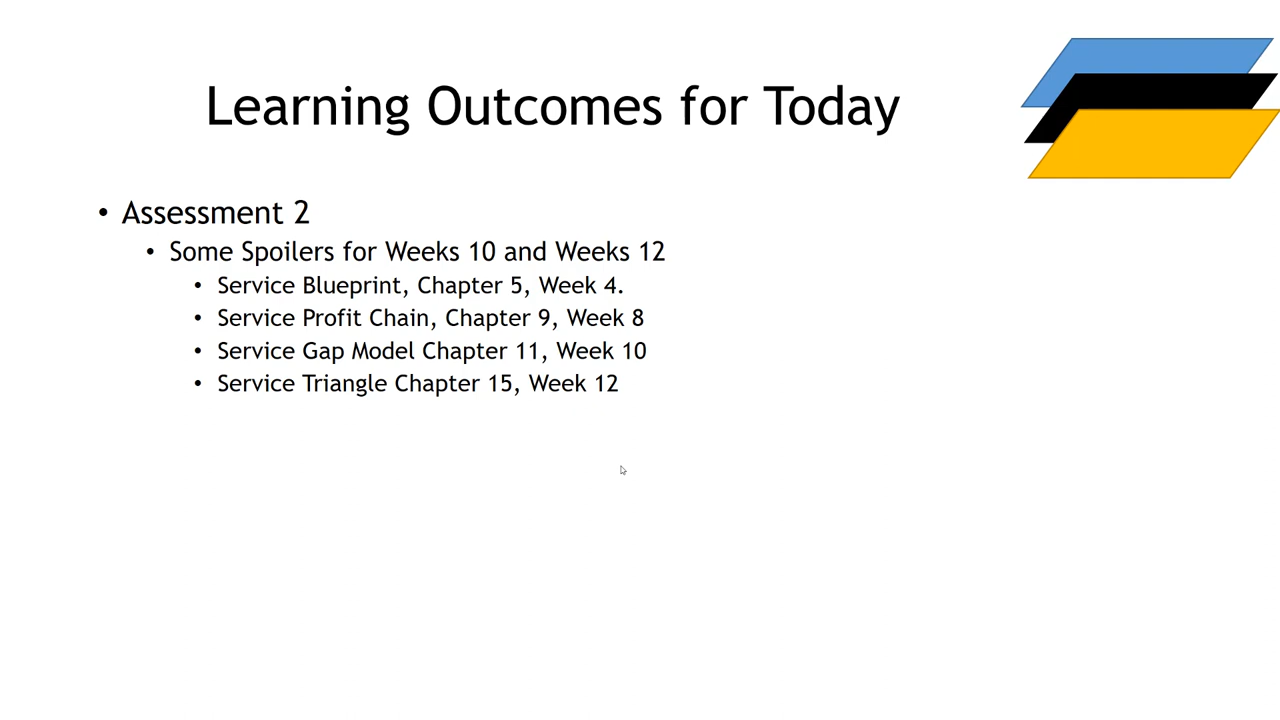 Learning Outcomes for Today
• Assessment 2
• Some Spoilers for Weeks 10 and Weeks 12
• Service Blueprint, Chapter 5, Week 4.
• Service Profit Chain, Chapter 9, Week 8
• Service Gap Model Chapter 11, Week 10
• Service Triangle Chapter 15, Week 12